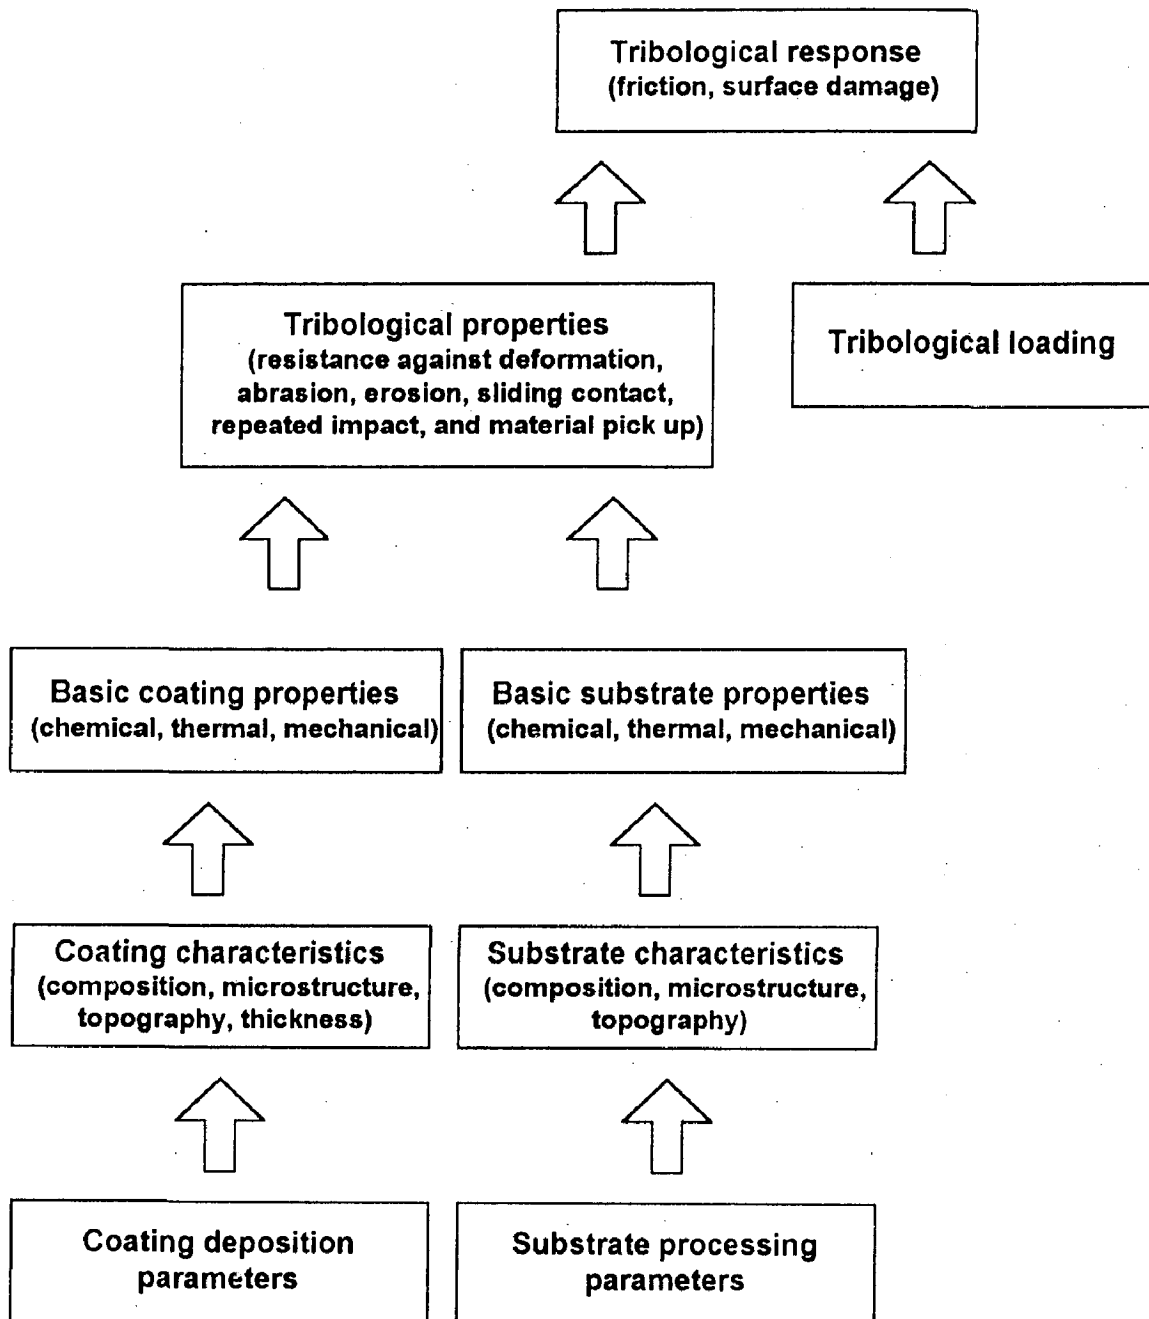 Tribological response
(friction, surface damage)
Tribological properties
(resistance against deformation,
abrasion, erosion, sliding contact,
repeated impact, and material pick up)
Tribological loading
Basic coating properties
(chemical, thermal, mechanical)
Basic substrate properties
(chemical, thermal, mechanical)
Coating characteristics
(composition, microstructure,
topography, thickness)
Substrate characteristics
(composition, microstructure,
topography)
Coating deposition
parameters
Substrate processing
parameters